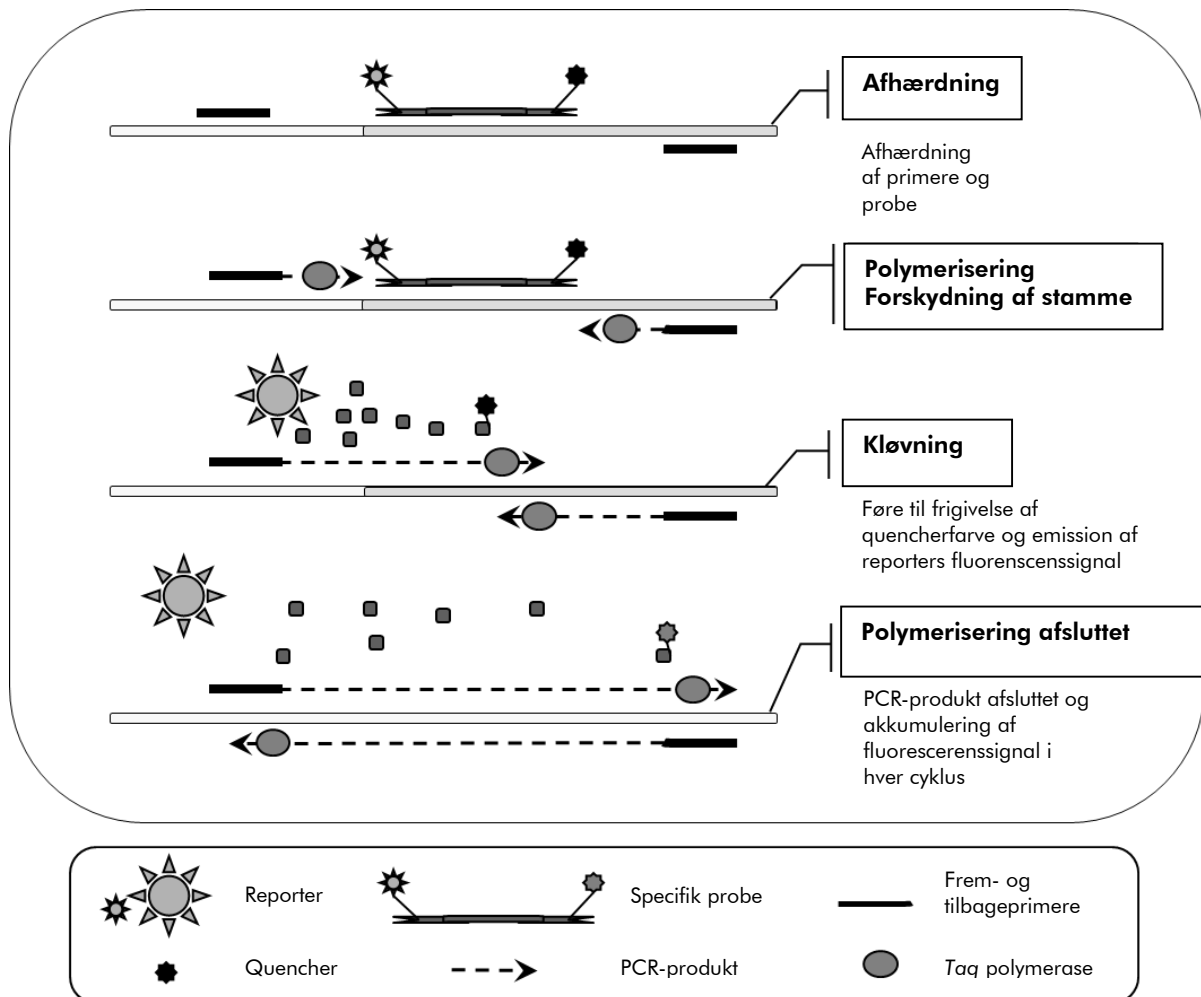 Afhærdning
Afhærdning
af primere og
probe
Polymerisering
Forskydning af stamme
Kløvning
Føre til frigivelse af
quencherfarve og emission af
reporters fluorenscenssignal
Polymerisering afsluttet
PCR-produkt afsluttet og
akkumulering af
fluorescerenssignal i
hver cyklus
Reporter
Specifik probe
Frem- og
tilbageprimere
Quencher
PCR-produkt
Taq polymerase